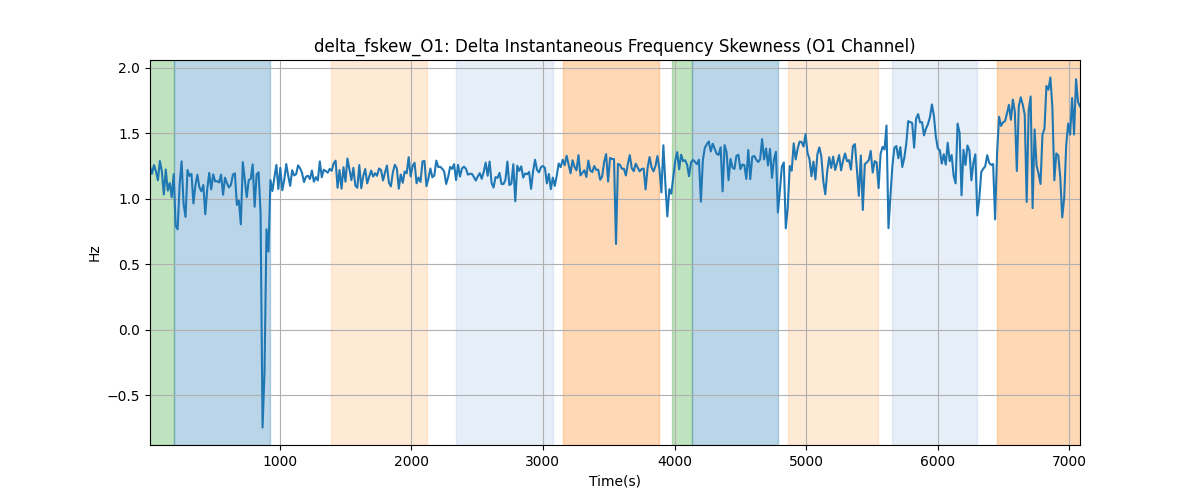 delta_fskew_O1: Delta Instantaneous Frequency Skewness (O1 Channel)
2.0
1.5
1.0
0.5
0.0
−0.5
Hz
1000 2000 3000 4000 5000 6000 7000
Time(s)